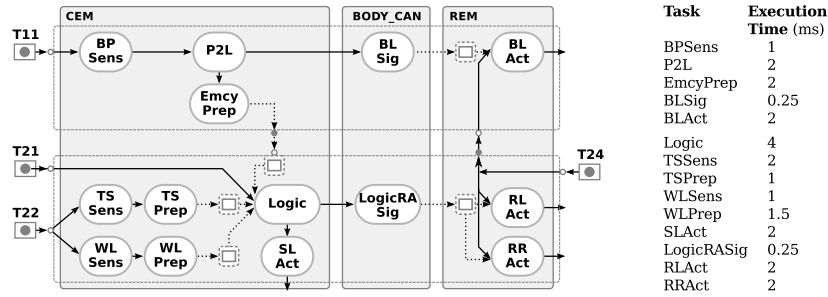 CEM
BODY_CAN
REM
T11
BP
Sens
P2L
BL
Sig
BL
Act
Emcy
Prep
T21
T24
TS
Sens
TS
Prep
Logic
LogicRA
Sig
RL
Act
T22
WL
Sens
WL
Prep
SL
Act
RR
Act
Task Execution
Time (ms)
BPSens 1
P2L 2
EmcyPrep 2
BLSig 0.25
BLAct 2
Logic 4
TSSens 2
TSPrep 1
WLSens 1
WLPrep 1.5
SLAct 2
LogicRASig 0.25
RLAct 2
RRAct 2